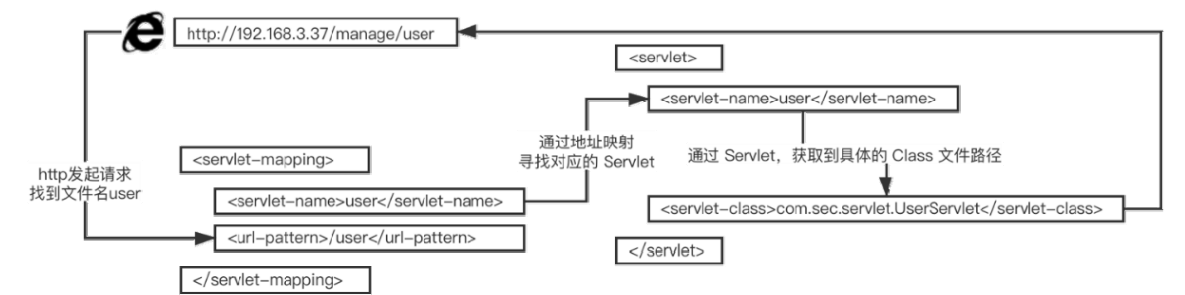 http://192.168.3.37/manage/user
<servlet>
<servlet-name>user</servlet-name>
通过地址映射
寻找对应的 Servlet
通过 Servlet，获取到具体的 Class 文件路径
<servlet-mapping>
http发起请求
找到文件名user
<servlet-name>user</servlet-name>
<servlet-class>com.sec.servlet.UserServlet</servlet-class>
<url-pattern>/user</url-pattern>
</servlet>
</servlet-mapping>